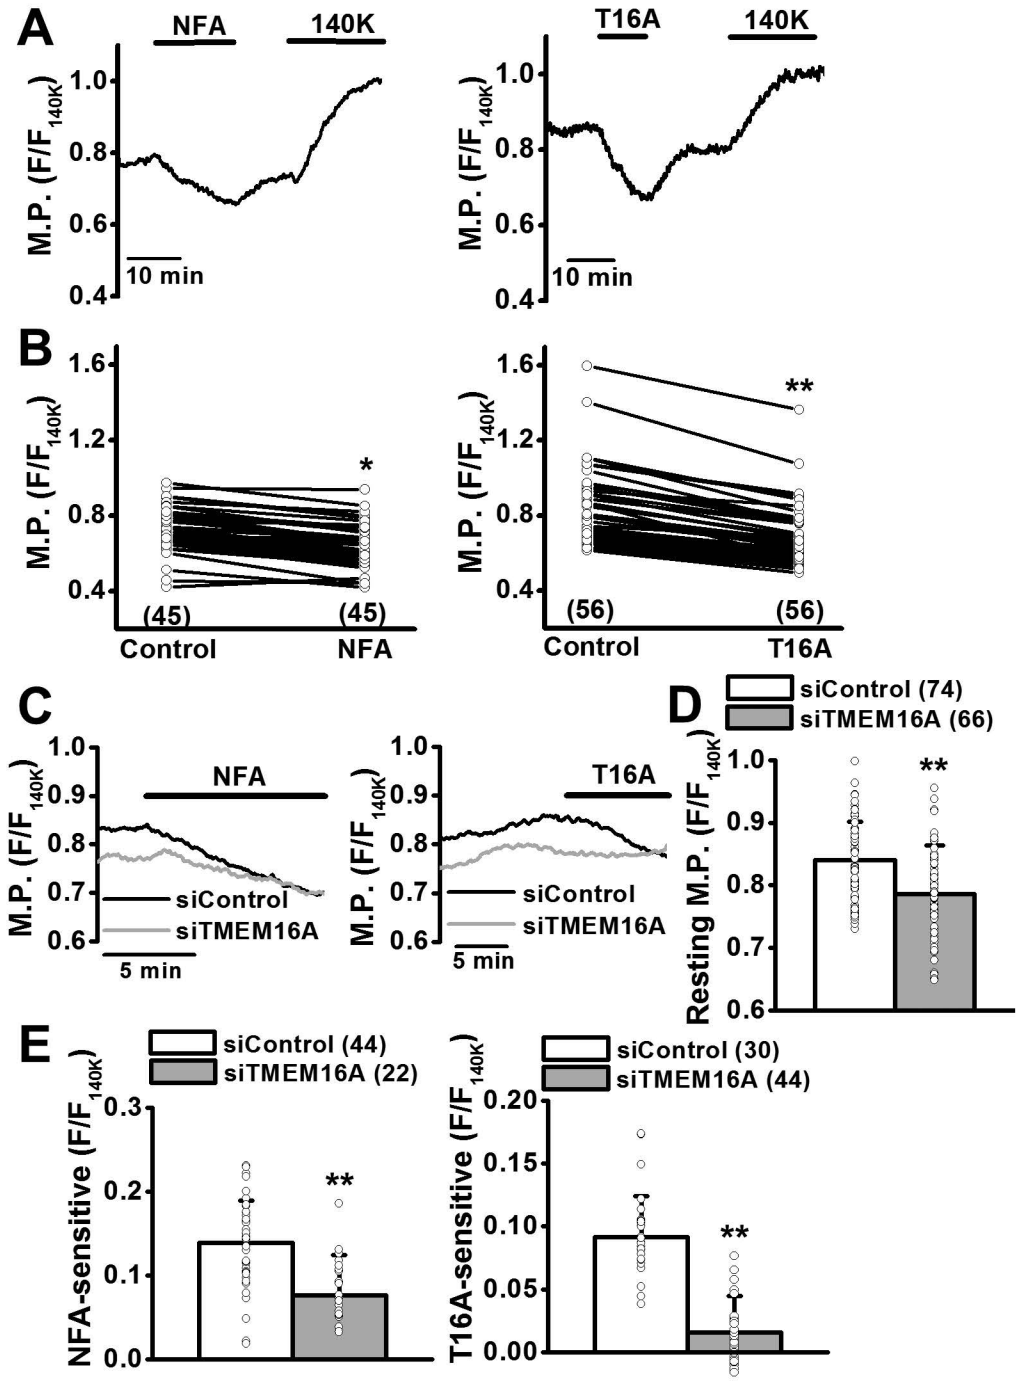 A
NFA
140K
M.P. (F/F140K)
1.0
0.8
0.6
0.4
10 min
T16A
140K
M.P. (F/F140K)
1.0
0.8
0.6
0.4
10 min
B
M.P. (F/F140K)
1.6
1.2
0.8
0.4
*
(45)
(45)
Control
NFA
M.P. (F/F140K)
1.6
1.2
0.8
0.4
**
(56)
(56)
Control
T16A
C
M.P. (F/F140K)
1.0
0.9
0.8
0.7
0.6
NFA
siControl
siTMEM16A
5 min
M.P. (F/F140K)
1.0
0.9
0.8
0.7
0.6
T16A
siControl
siTMEM16A
5 min
D
siControl (74)
siTMEM16A (66)
Resting M.P. (F/F140K)
1.0
0.9
0.8
0.7
0.6
**
E
siControl (44)
siTMEM16A (22)
NFA-sensitive (F/F140K)
0.3
0.2
0.1
0.0
**
siControl (30)
siTMEM16A (44)
T16A-sensitive (F/F140K)
0.20
0.15
0.10
0.05
0.00
**